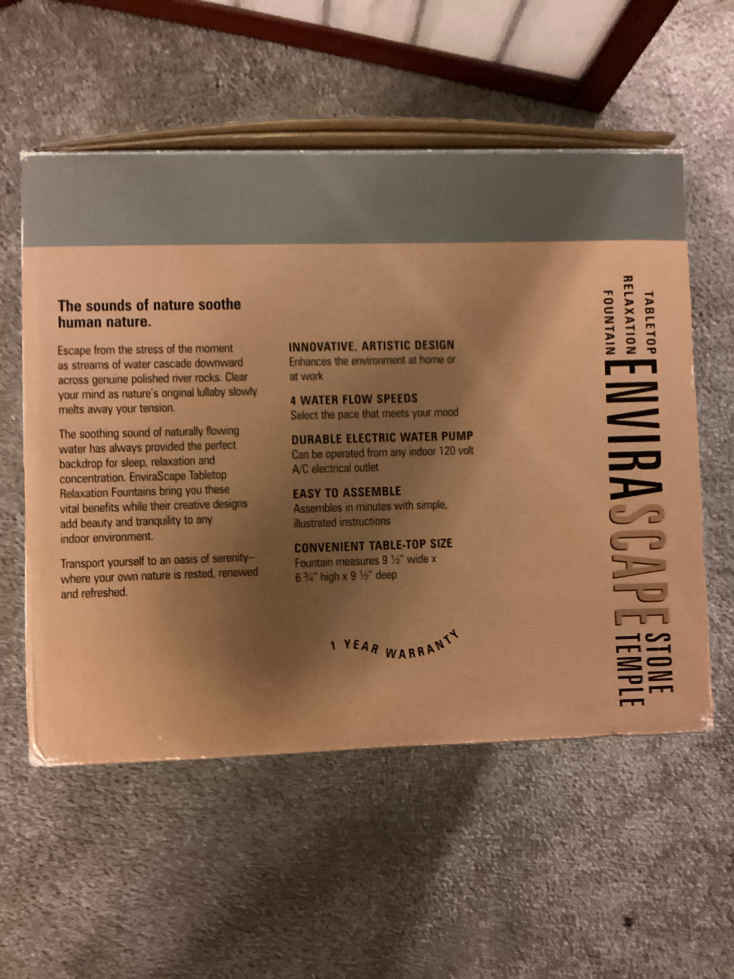 The sounds of nature soothe
human nature.
Escape from the stress of the moment
as streams of water cascade downward
across genuine polished river rocks. Clear
your mind as nature's original lullaby slowly
melts away your tension.
The soothing sound of naturally flowing
water has always provided the perfect
backdrop for sleep, relaxation and
concentration. EnviraScape Tabletop
Relaxation Fountains bring you these
vital benefits while their creative designs
add beauty and tranquility to any
indoor environment.
Transport yourself to an oasis of serenity–
where your own nature is rested, renewed
and refreshed.
INNOVATIVE, ARTISTIC DESIGN
Enhances the environment at home or
at work
4 WATER FLOW SPEEDS
Select the pace that meets your mood
DURABLE ELECTRIC WATER PUMP
Can be operated from any indoor 120 volt
A/C electrical outlet
EASY TO ASSEMBLE
Assembles in minutes with simple,
illustrated instructions
CONVENIENT TABLE-TOP SIZE
Fountain measures 9 ½" wide x
6 ¾" high x 9 ½" deep
1 YEAR WARRANTY
TABLETOP
RELAXATION
FOUNTAIN
ENVIRASCAPE
STONE
TEMPLE